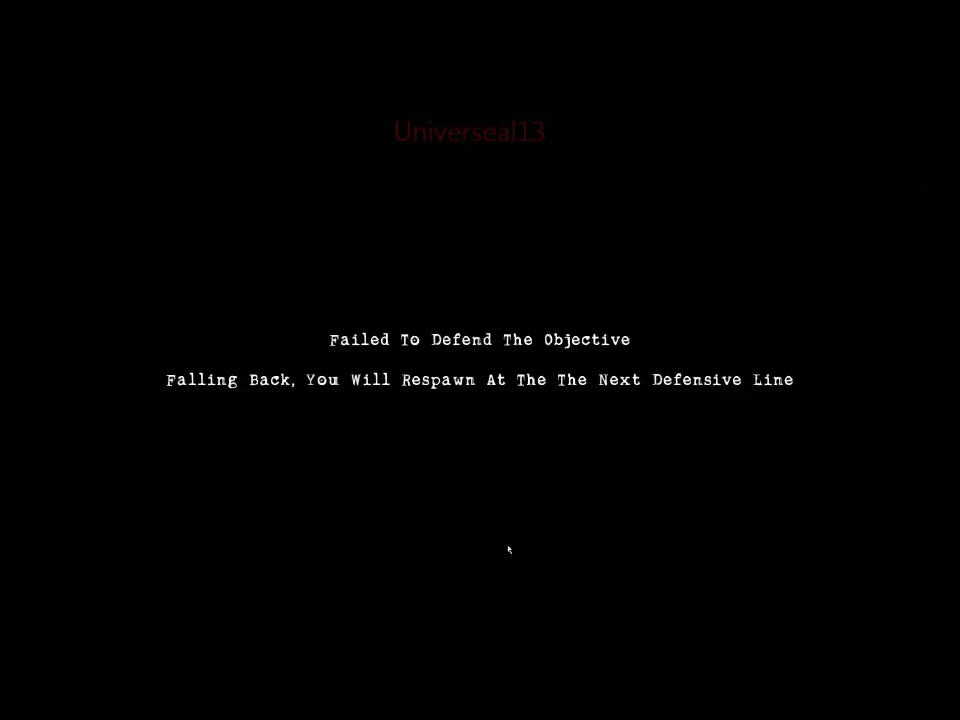 Universeal13
Failed To Defend The Objective
Falling Back, You Will Respawn At The The Next Defensive Line